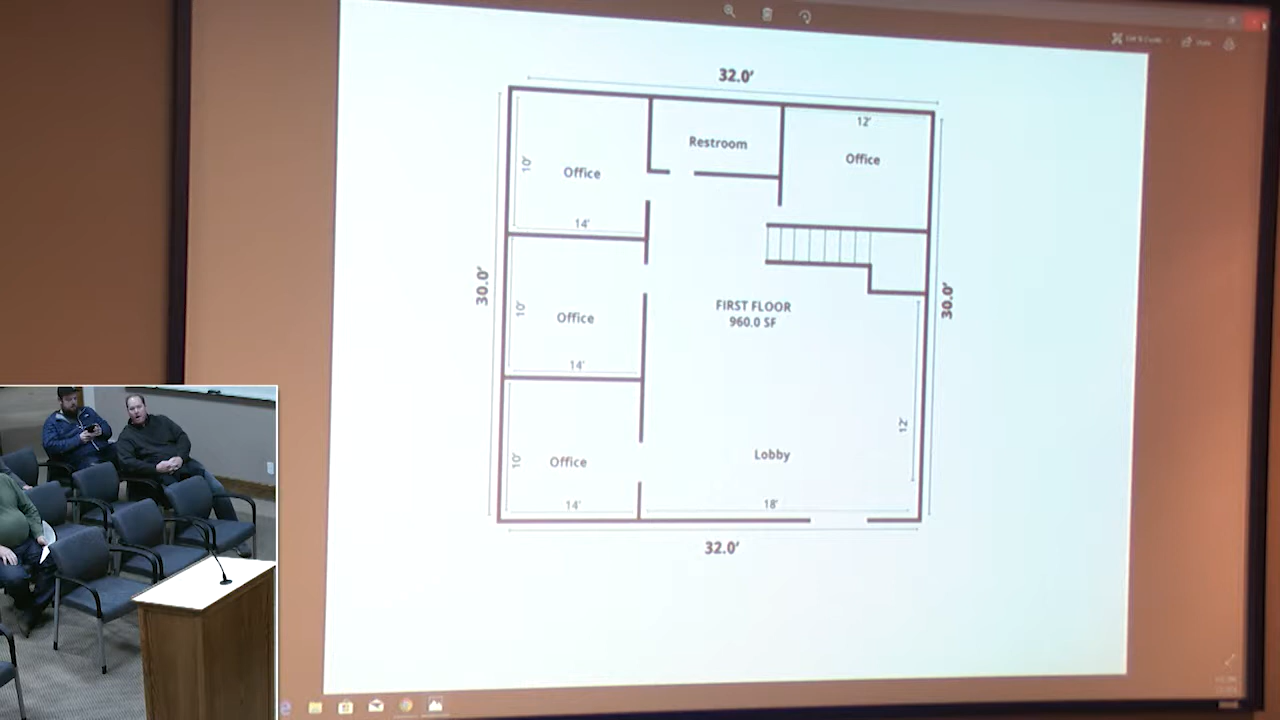 32.0'
12'
Restroom
Office
10'
Office
14'
30.0'
30.0'
10'
Office
FIRST FLOOR
960.0 SF
14'
12'
10'
Office
Lobby
14'
18'
32.0'